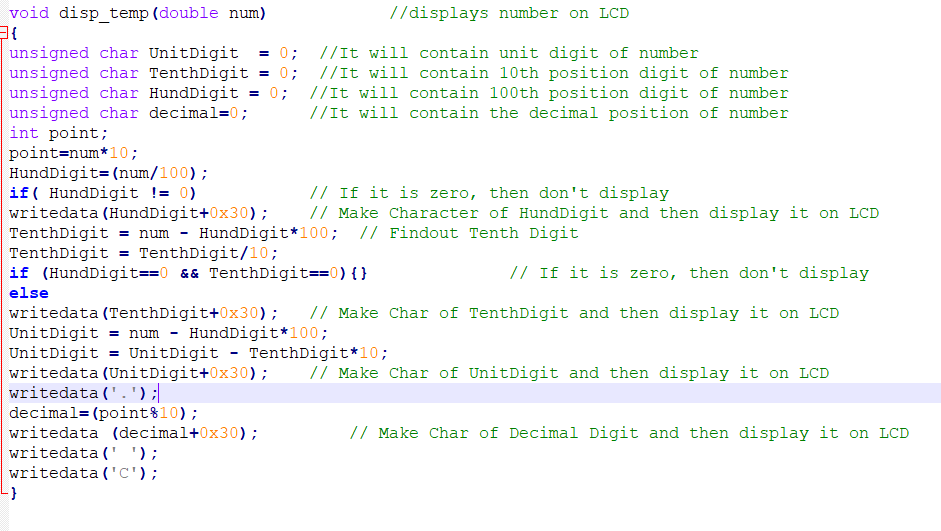 void disp_temp(double num)             //displays number on LCD
{
unsigned char UnitDigit  = 0;  //It will contain unit digit of number
unsigned char TenthDigit = 0;  //It will contain 10th position digit of number
unsigned char HundDigit = 0;  //It will contain 100th position digit of number
unsigned char decimal=0;      //It will contain the decimal position of number
int point;
point=num*10;
HundDigit=(num/100);
if( HundDigit != 0)           // If it is zero, then don't display
writedata(HundDigit+0x30);    // Make Character of HundDigit and then display it on LCD
TenthDigit = num - HundDigit*100;  // Findout Tenth Digit
TenthDigit = TenthDigit/10;
if (HundDigit==0 && TenthDigit==0){}              // If it is zero, then don't display
else
writedata(TenthDigit+0x30);   // Make Char of TenthDigit and then display it on LCD
UnitDigit = num - HundDigit*100;
UnitDigit = UnitDigit - TenthDigit*10;
writedata(UnitDigit+0x30);    // Make Char of UnitDigit and then display it on LCD
writedata('.');
decimal=(point%10);
writedata (decimal+0x30);         // Make Char of Decimal Digit and then display it on LCD
writedata(' ');
writedata('C');
}